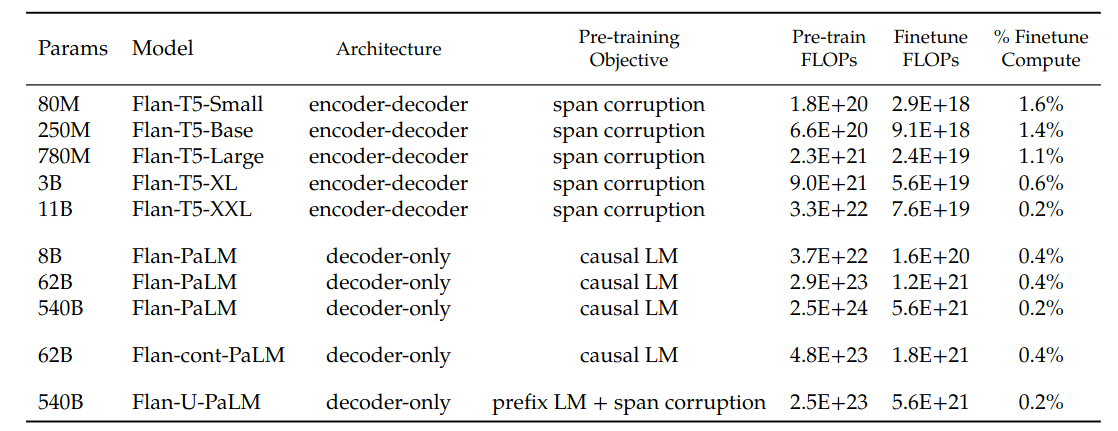 Params Model Architecture Pre-training Objective Pre-train FLOPs Finetune FLOPs % Finetune Compute
80M Flan-T5-Small encoder-decoder span corruption 1.8E+20 2.9E+18 1.6%
250M Flan-T5-Base encoder-decoder span corruption 6.6E+20 9.1E+18 1.4%
780M Flan-T5-Large encoder-decoder span corruption 2.3E+21 2.4E+19 1.1%
3B Flan-T5-XL encoder-decoder span corruption 9.0E+21 5.6E+19 0.6%
11B Flan-T5-XXL encoder-decoder span corruption 3.3E+22 7.6E+19 0.2%
8B Flan-PaLM decoder-only causal LM 3.7E+22 1.6E+20 0.4%
62B Flan-PaLM decoder-only causal LM 2.9E+23 1.2E+21 0.4%
540B Flan-PaLM decoder-only causal LM 2.5E+24 5.6E+21 0.2%
62B Flan-cont-PaLM decoder-only causal LM 4.8E+23 1.8E+21 0.4%
540B Flan-U-PaLM decoder-only prefix LM + span corruption 2.5E+23 5.6E+21 0.2%